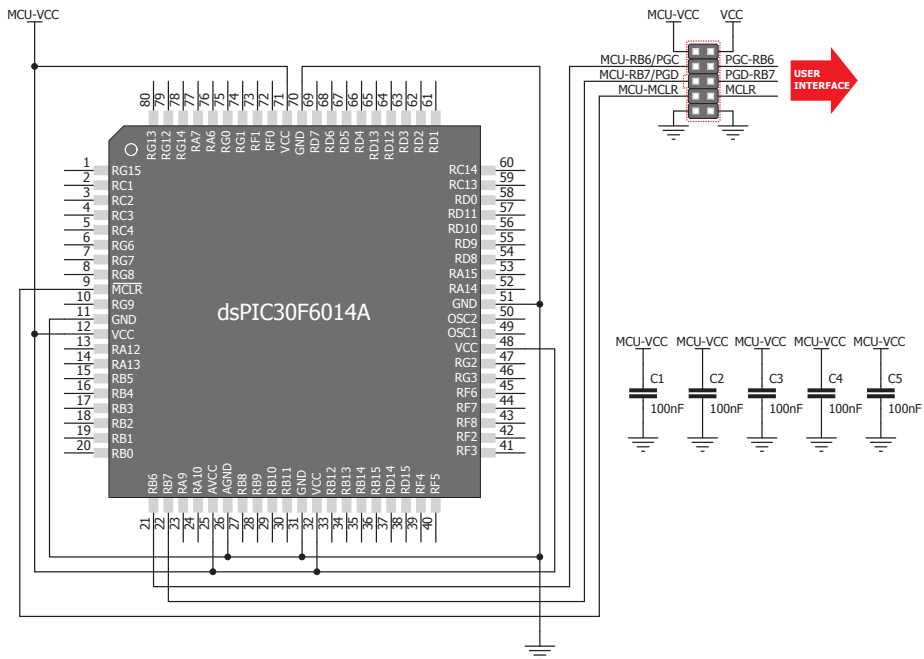 MCU-VCC
MCU-VCC VCC
MCU-RB6/PGC PGC-RB6
MCU-RB7/PGD PGD-RB7
MCU-MCLR MCLR
USER
INTERFACE
80 79 78 77 76 75 74 73 72 71 70 69 68 67 66 65 64 63 62 61
RG13 RG12 RG14 RA7 RA6 RG0 RG1 RF1 RF0 VCC GND RD7 RD6 RD5 RD4 RD13 RD12 RD3 RD2 RD1
1 RG15 RC14 60
2 RC1 RC13 59
3 RC2 RD0 58
4 RC3 RD11 57
5 RC4 RD10 56
6 RG6 RD9 55
7 RG7 RD8 54
8 RG8 RA15 53
9 MCLR RA14 52
10 RG9 GND 51
11 GND OSC2 50
12 VCC OSC1 49
13 RA12 VCC 48
14 RA13 RG2 47
15 RB5 RG3 46
16 RB4 RF6 45
17 RB3 RF7 44
18 RB2 RF8 43
19 RB1 RF2 42
20 RB0 RF3 41
dsPIC30F6014A
RB6 RB7 RA9 RA10 AVCC AGND RB8 RB9 RB10 RB11 GND VCC RB12 RB13 RB14 RB15 RD14 RD15 RF4 RF5
21 22 23 24 25 26 27 28 29 30 31 32 33 34 35 36 37 38 39 40
MCU-VCC MCU-VCC MCU-VCC MCU-VCC MCU-VCC
C1 C2 C3 C4 C5
100nF 100nF 100nF 100nF 100nF